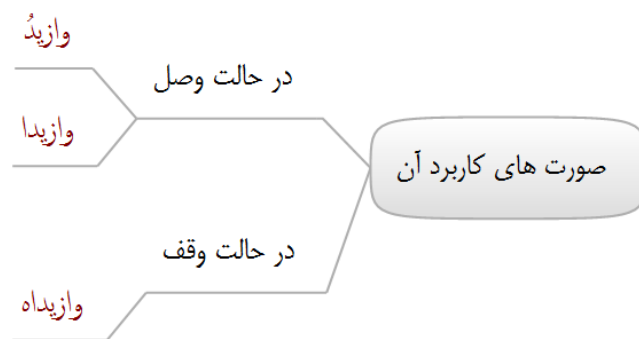 صورت های کاربرد آن
در حالت وصل
وازیدُ
وازیدا
در حالت وقف
وازیداه